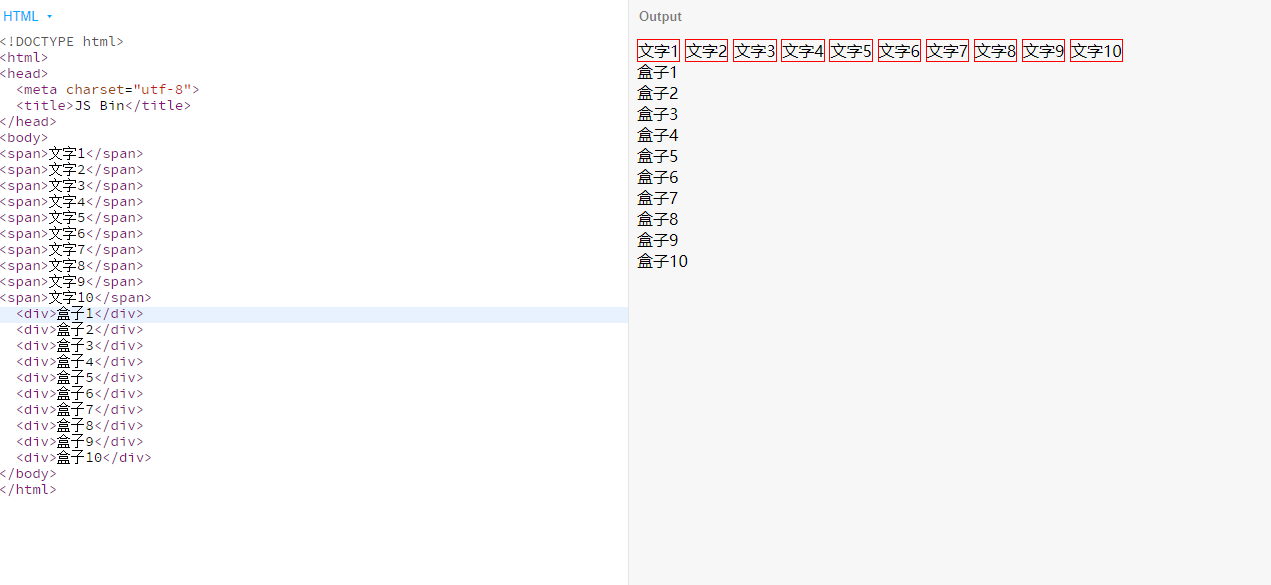 HTML
<!DOCTYPE html>
<html>
<head>
  <meta charset="utf-8">
  <title>JS Bin</title>
</head>
<body>
<span>文字1</span>
<span>文字2</span>
<span>文字3</span>
<span>文字4</span>
<span>文字5</span>
<span>文字6</span>
<span>文字7</span>
<span>文字8</span>
<span>文字9</span>
<span>文字10</span>
  <div>盒子1</div>
  <div>盒子2</div>
  <div>盒子3</div>
  <div>盒子4</div>
  <div>盒子5</div>
  <div>盒子6</div>
  <div>盒子7</div>
  <div>盒子8</div>
  <div>盒子9</div>
  <div>盒子10</div>
</body>
</html>
Output
文字1 文字2 文字3 文字4 文字5 文字6 文字7 文字8 文字9 文字10
盒子1
盒子2
盒子3
盒子4
盒子5
盒子6
盒子7
盒子8
盒子9
盒子10